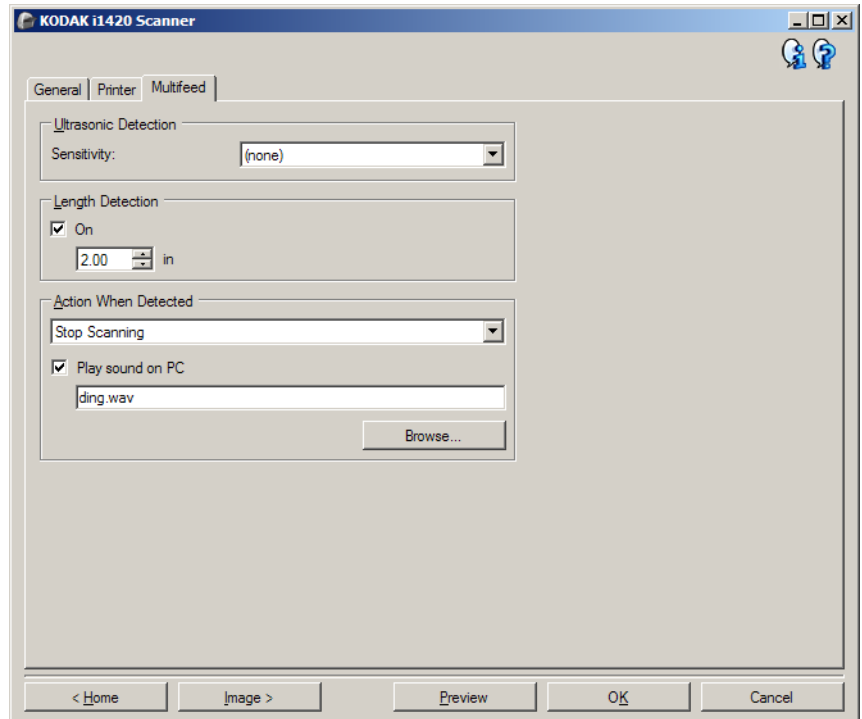 KODAK i1420 Scanner
General Printer Multifeed
Ultrasonic Detection
Sensitivity: (none)
Length Detection
On
2.00 in
Action When Detected
Stop Scanning
Play sound on PC
ding.wav
Browse...
< Home Image > Preview OK Cancel